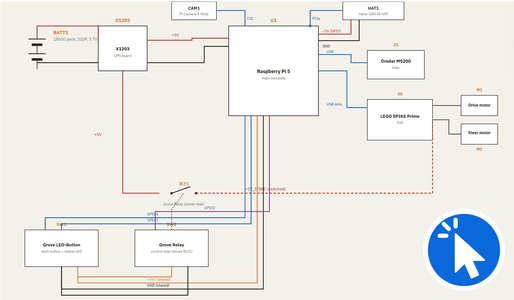 CAM1
Pi Camera 3 Wide
HAT1
Hailo-10H AI HAT
X1203
U1
CSI
PCIe
BATT1
18650 pack, 2S2P, 3.7V
X1203
UPS board
+5V
+5V (GPIO)
GND
USB
J1
Oradar MS200
lidar
Raspberry Pi 5
main compute
USB data
J2
LEGO SPIKE Prime
hub
M1
Drive motor
Steer motor
M2
+5V
RLY1
+5V_SPIKE (switched)
Grove Relay (power side)
GPIO22
Grove LED-Button
start button + status LED
Grove Relay
control side (drives RLY1)
+3V3 (shared)
GND (shared)